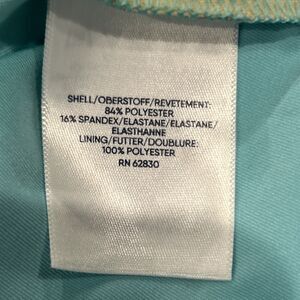 SHELL/OBERSTOFF/REVETEMENT:
84% POLYESTER
16% SPANDEX/ELASTANE/ELASTANE/
ELASTHANNE
LINING/FUTTER/DOUBLURE:
100% POLYESTER
RN 62830